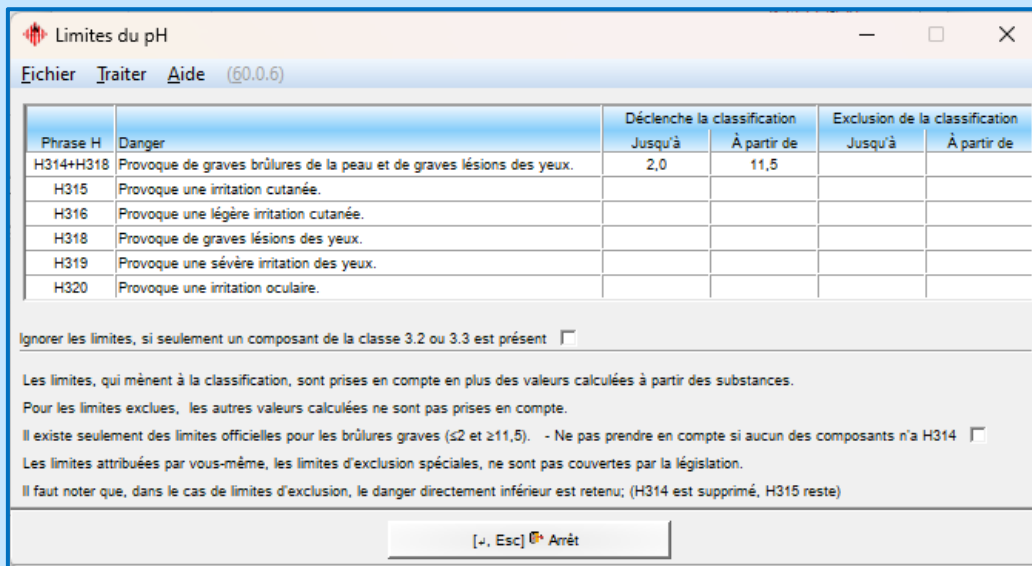 Limites du pH
Fichier Traiter Aide (60.0.6)
Déclenche la classification Exclusion de la classification
Phrase H Danger Jusqu'à À partir de Jusqu'à À partir de
H314+H318 Provoque de graves brûlures de la peau et de graves lésions des yeux. 2,0 11,5
H315 Provoque une irritation cutanée.
H316 Provoque une légère irritation cutanée.
H318 Provoque de graves lésions des yeux.
H319 Provoque une sévère irritation des yeux.
H320 Provoque une irritation oculaire.
Ignorer les limites, si seulement un composant de la classe 3.2 ou 3.3 est présent
Les limites, qui mènent à la classification, sont prises en compte en plus des valeurs calculées à partir des substances.
Pour les limites exclues, les autres valeurs calculées ne sont pas prises en compte.
Il existe seulement des limites officielles pour les brûlures graves (≤2 et ≥11,5). - Ne pas prendre en compte si aucun des composants n'a H314
Les limites attribuées par vous-même, les limites d'exclusion spéciales, ne sont pas couvertes par la législation.
Il faut noter que, dans le cas de limites d'exclusion, le danger directement inférieur est retenu; (H314 est supprimé, H315 reste)
[↲, Esc] Arrêt